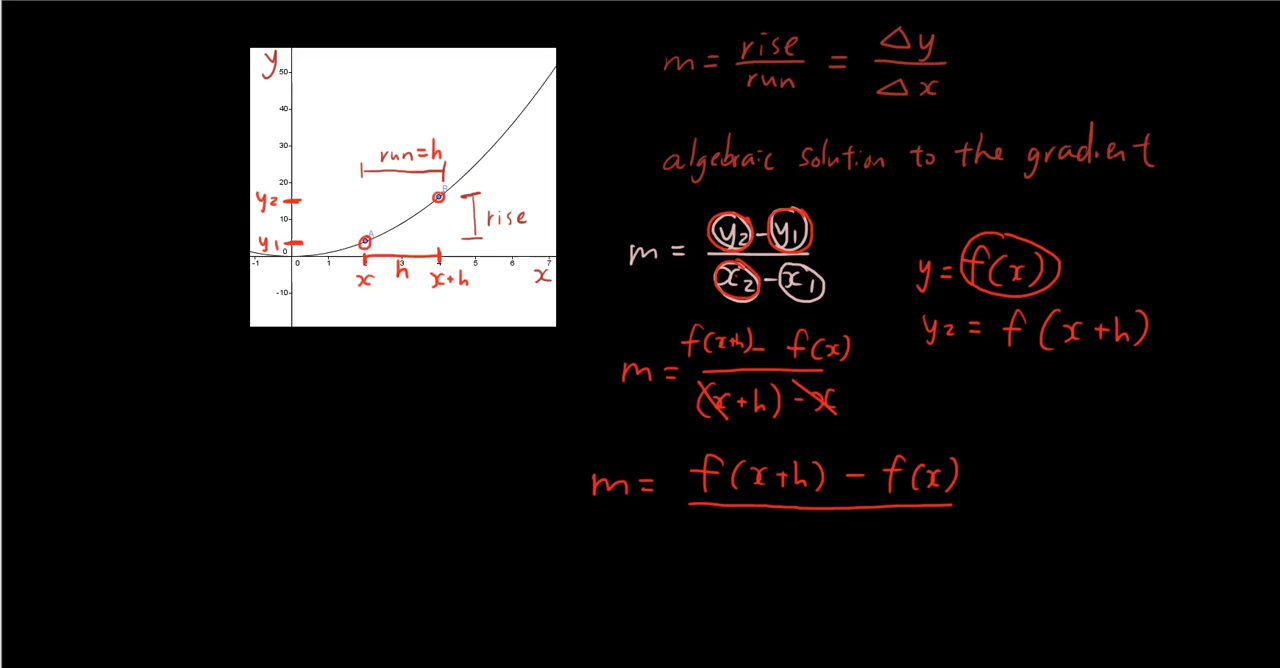 y
50
40
30
20
10
0
-10
-1 0 1 2 3 4 5 6 7
run=h
B
rise
A
y2
y1
h
x x+h x
m = rise/run = Δy/Δx
algebraic solution to the gradient
m = y2 - y1 / x2 - x1
y = f(x)
y2 = f(x+h)
m = f(x+h) - f(x) / (x+h) - x
m = f(x+h) - f(x)